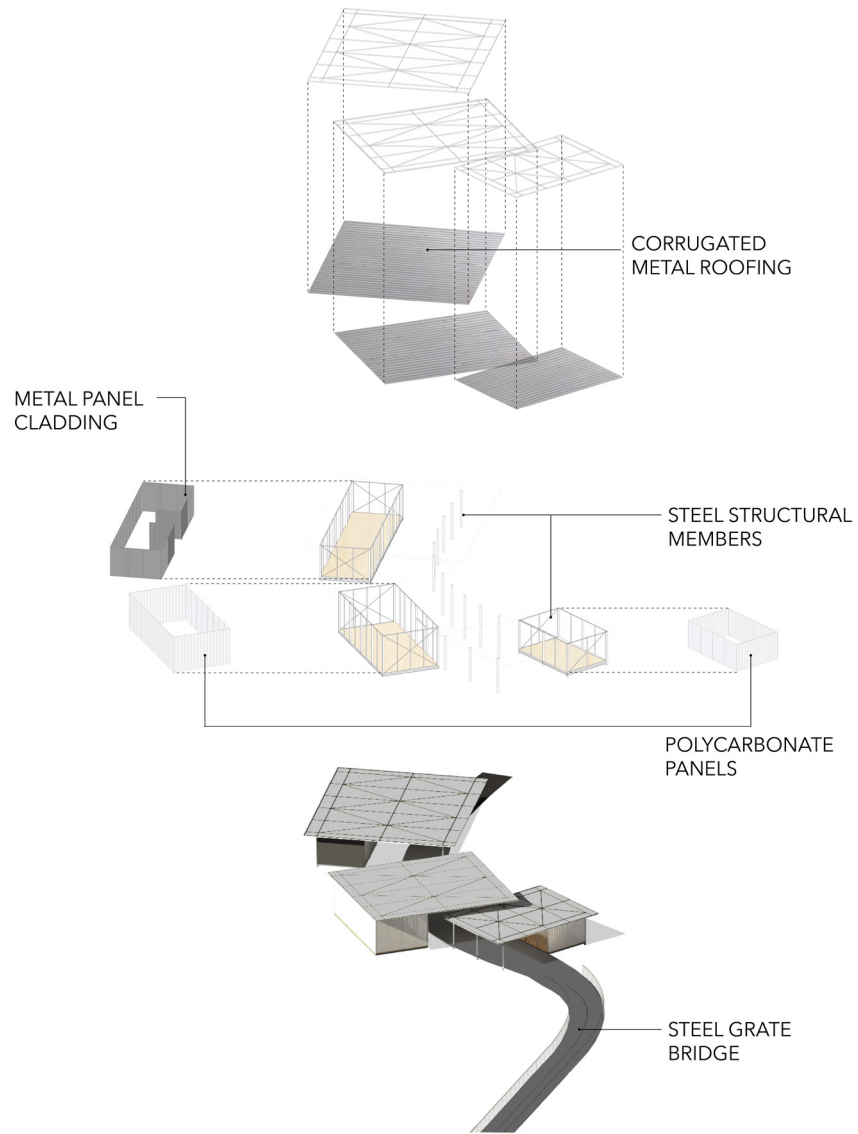 CORRUGATED
METAL ROOFING
METAL PANEL
CLADDING
STEEL STRUCTURAL
MEMBERS
POLYCARBONATE
PANELS
STEEL GRATE
BRIDGE